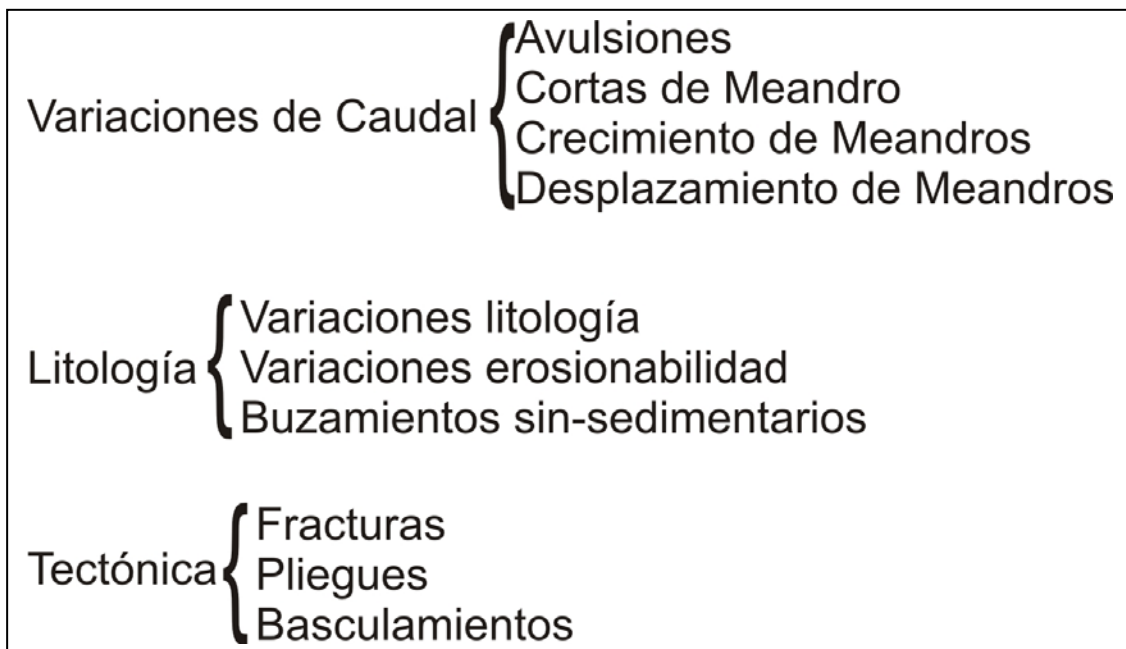 Variaciones de Caudal
Avulsiones
Cortas de Meandro
Crecimiento de Meandros
Desplazamiento de Meandros
Litología
Variaciones litología
Variaciones erosionabilidad
Buzamientos sin-sedimentarios
Tectónica
Fracturas
Pliegues
Basculamientos